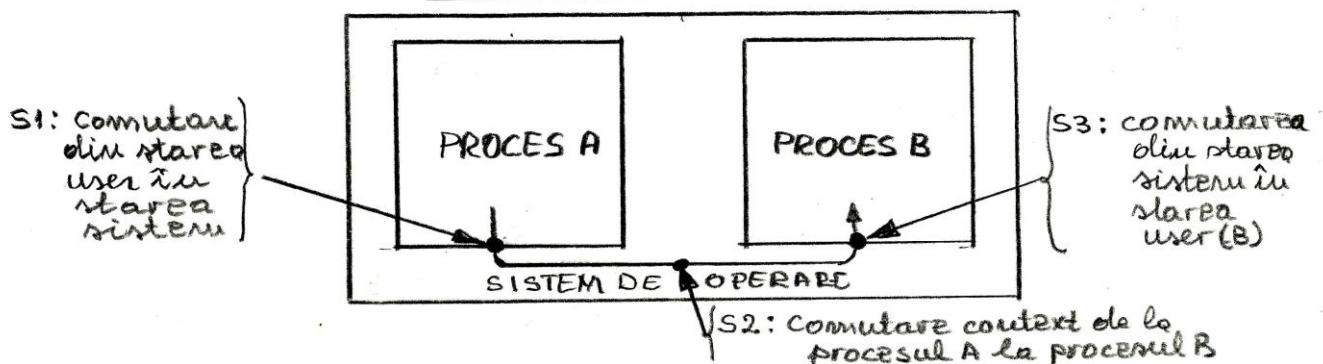 S1: Comutare
din starea
user în
starea
sistem
PROCES A
PROCES B
S3: comutarea
din starea
sistem în
starea
user (B)
SISTEM DE OPERARE
S2: Comutare context de la
procesul A la procesul B